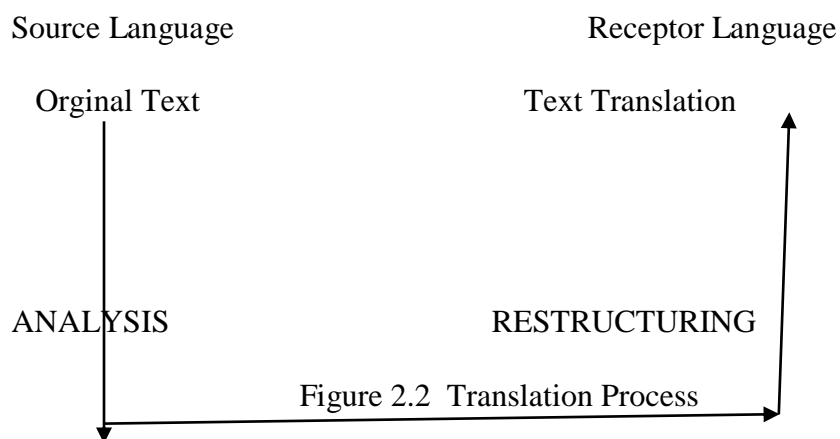 Source Language Receptor Language
Orginal Text Text Translation
ANALYSIS RESTRUCTURING
Figure 2.2 Translation Process